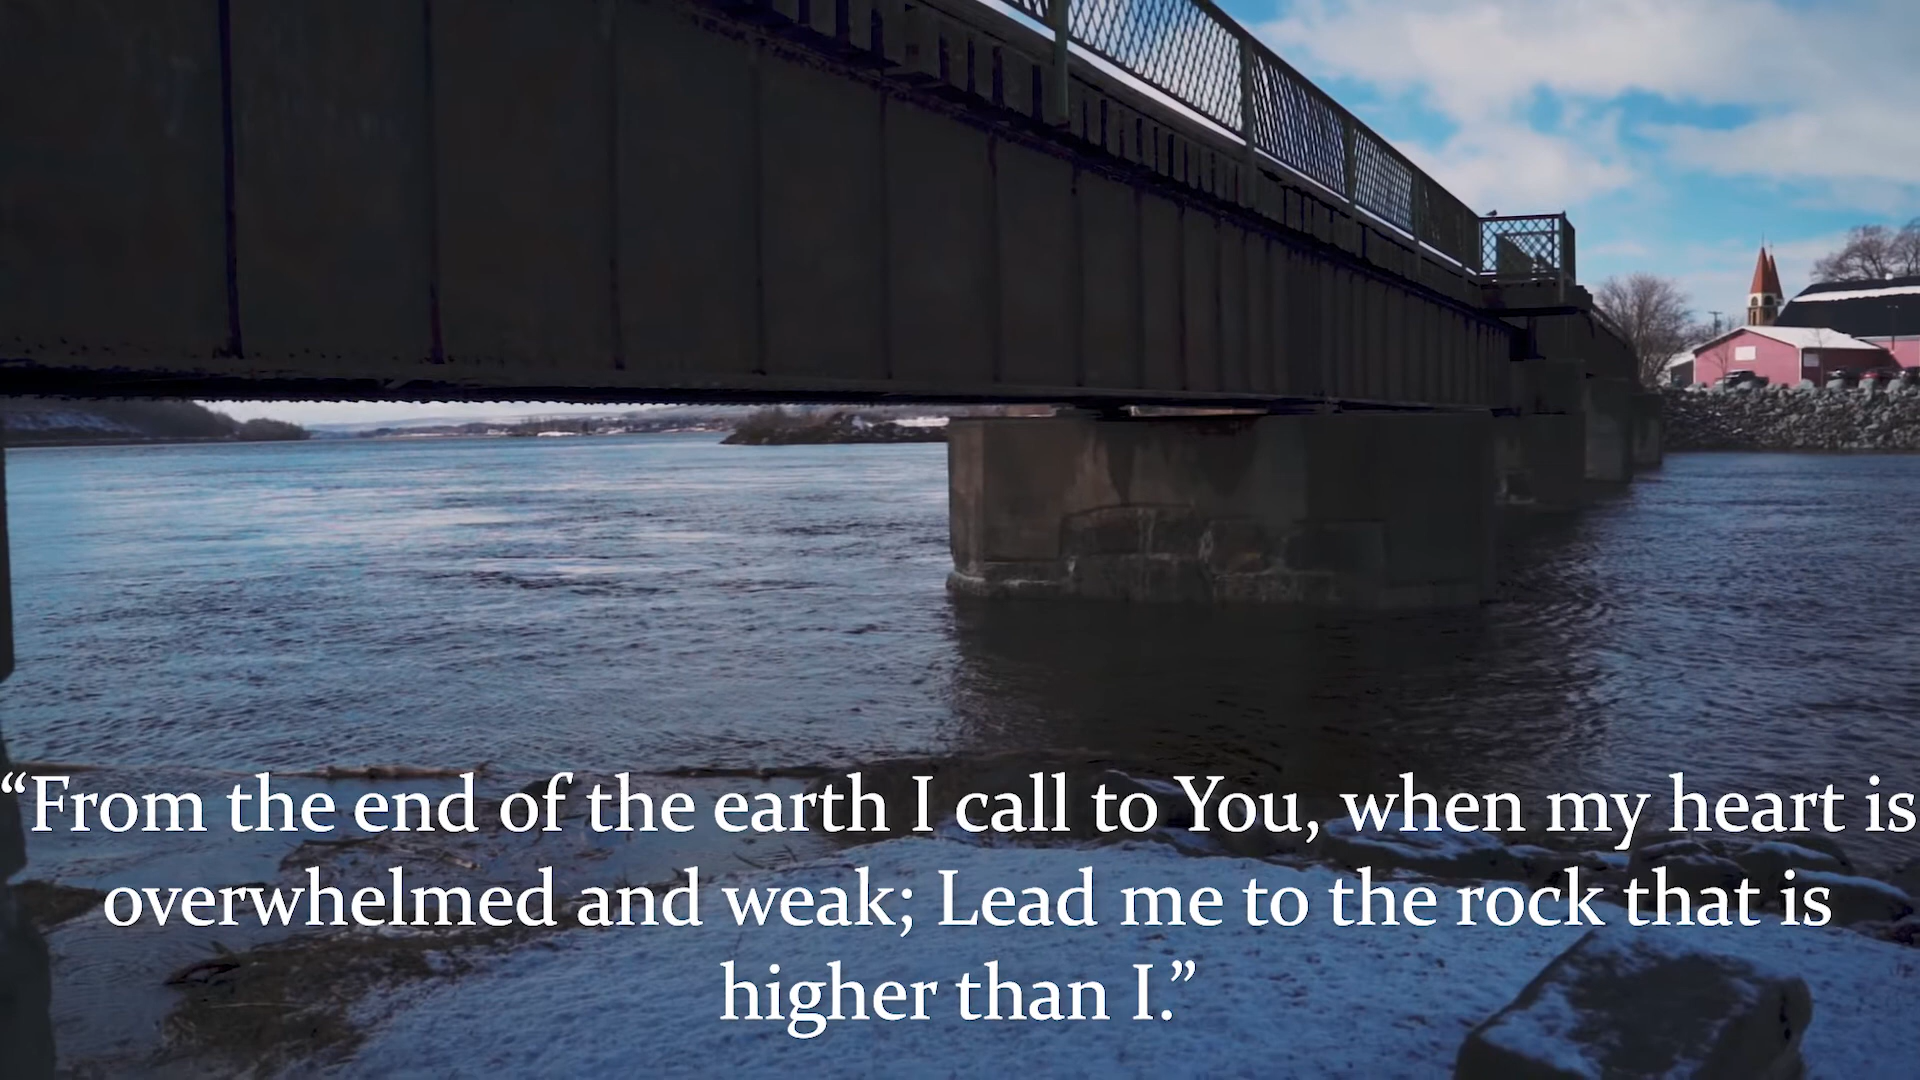 “From the end of the earth I call to You, when my heart is
overwhelmed and weak; Lead me to the rock that is
higher than I.”